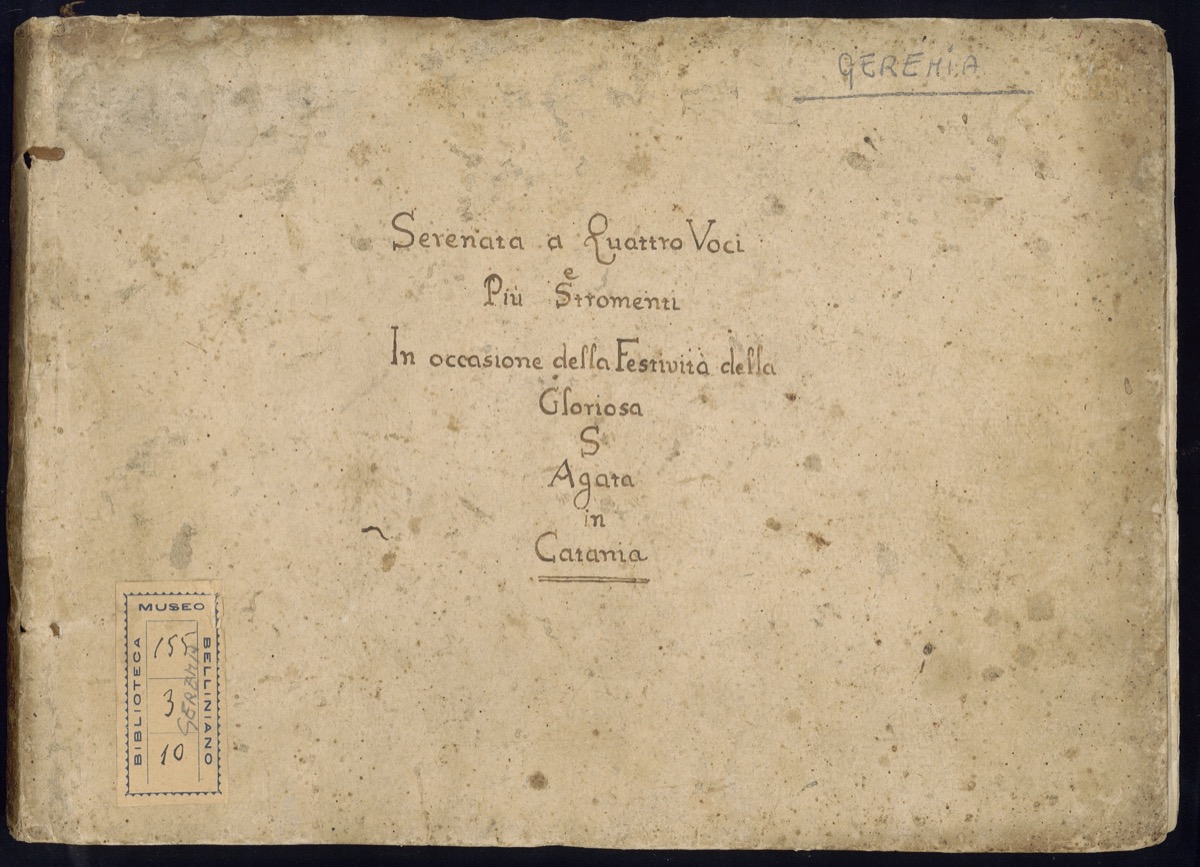 GEREMIA
Serenata a Quattro Voci
e
Più Stromenti
In occasione della Festività della
Gloriosa
S
Agata
in
Catania
MUSEO
BIBLIOTECA
BELLINIANO
155
3
10